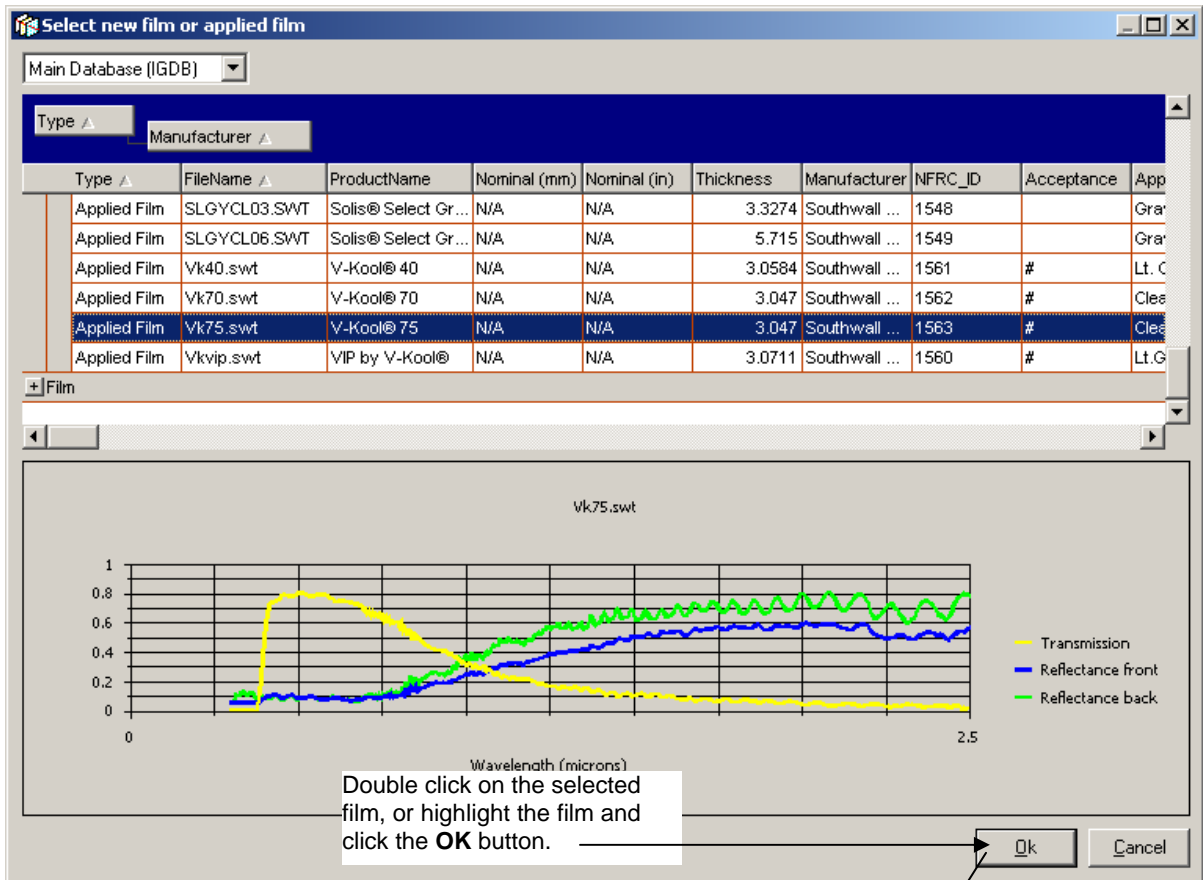 Select new film or applied film
Main Database (IGDB)
Type
Manufacturer
Type FileName ProductName Nominal (mm) Nominal (in) Thickness Manufacturer NFRC_ID Acceptance App
Applied Film SLGYCL03.SWT Solis® Select Gr... N/A N/A 3.3274 Southwall ... 1548 Gra
Applied Film SLGYCL06.SWT Solis® Select Gr... N/A N/A 5.715 Southwall ... 1549 Gra
Applied Film Vk40.swt V-Kool® 40 N/A N/A 3.0584 Southwall ... 1561 # Lt.
Applied Film Vk70.swt V-Kool® 70 N/A N/A 3.047 Southwall ... 1562 # Clea
Applied Film Vk75.swt V-Kool® 75 N/A N/A 3.047 Southwall ... 1563 # Clea
Applied Film Vkvip.swt VIP by V-Kool® N/A N/A 3.0711 Southwall ... 1560 # Lt.G
+ Film
Vk75.swt
1
0.8
0.6
0.4
0.2
0
0 2.5
Wavelength (microns)
Transmission
Reflectance front
Reflectance back
Double click on the selected
film, or highlight the film and
click the OK button.
Ok Cancel